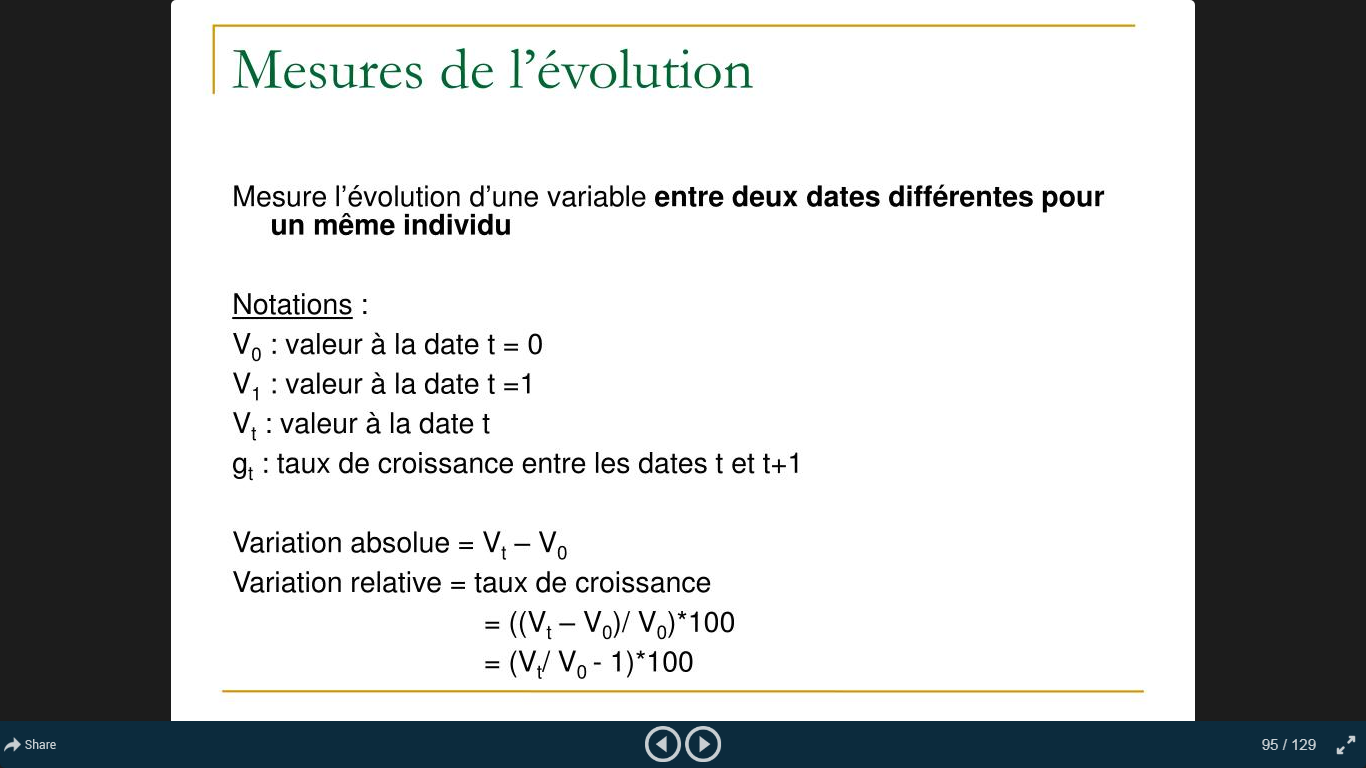 Mesures de l’évolution
Mesure l’évolution d’une variable entre deux dates différentes pour
un même individu
Notations :
V0 : valeur à la date t = 0
V1 : valeur à la date t =1
Vt : valeur à la date t
gt : taux de croissance entre les dates t et t+1
Variation absolue = Vt – V0
Variation relative = taux de croissance
= ((Vt – V0)/ V0)*100
= (Vt/ V0 - 1)*100
Share
95 / 129